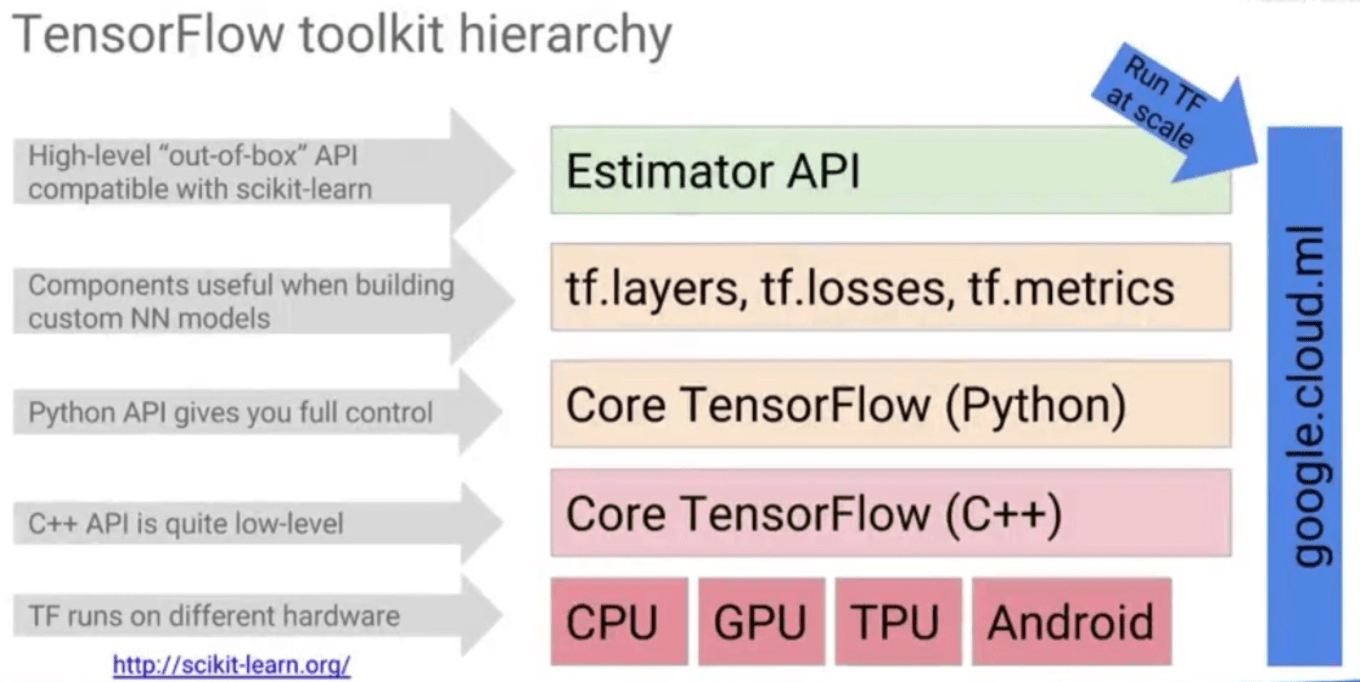 TensorFlow toolkit hierarchy
Run TF
at scale
High-level “out-of-box” API
compatible with scikit-learn
Estimator API
Components useful when building
custom NN models
tf.layers, tf.losses, tf.metrics
Python API gives you full control
Core TensorFlow (Python)
C++ API is quite low-level
Core TensorFlow (C++)
TF runs on different hardware
CPU
GPU
TPU
Android
google.cloud.ml
http://scikit-learn.org/